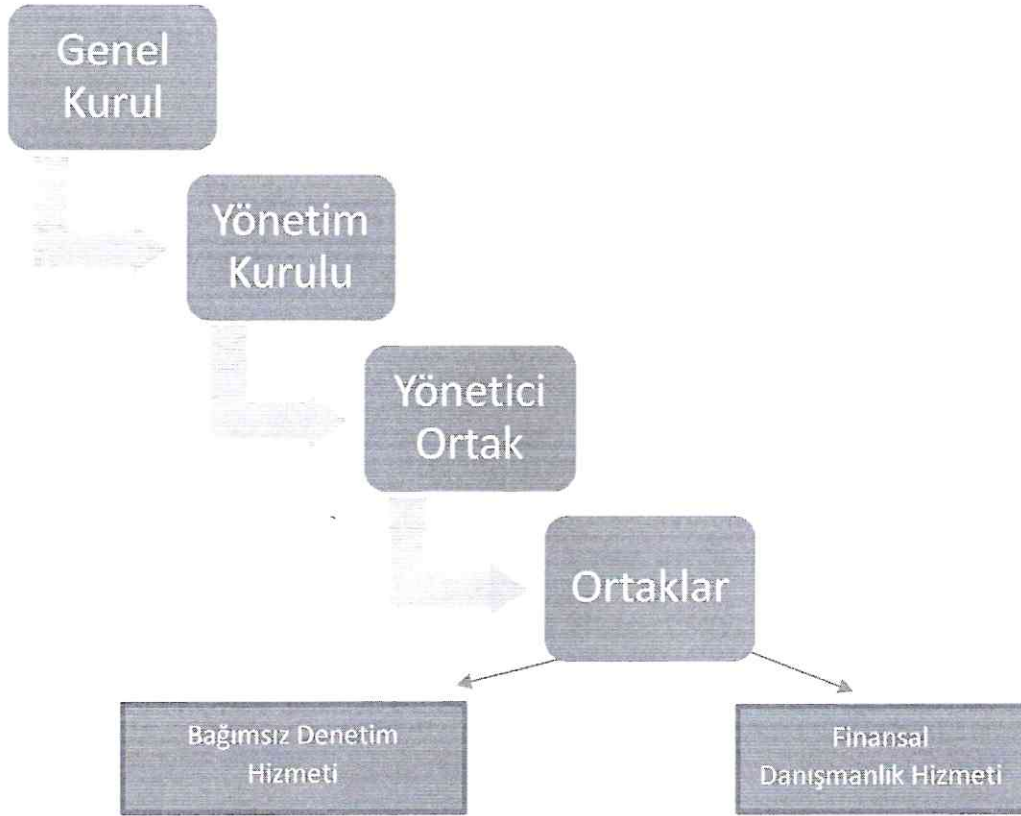 Genel
Kurul
Yönetim
Kurulu
Yönetici
Ortak
Ortaklar
Bağımsız Denetim
Hizmeti
Finansal
Danışmanlık Hizmeti